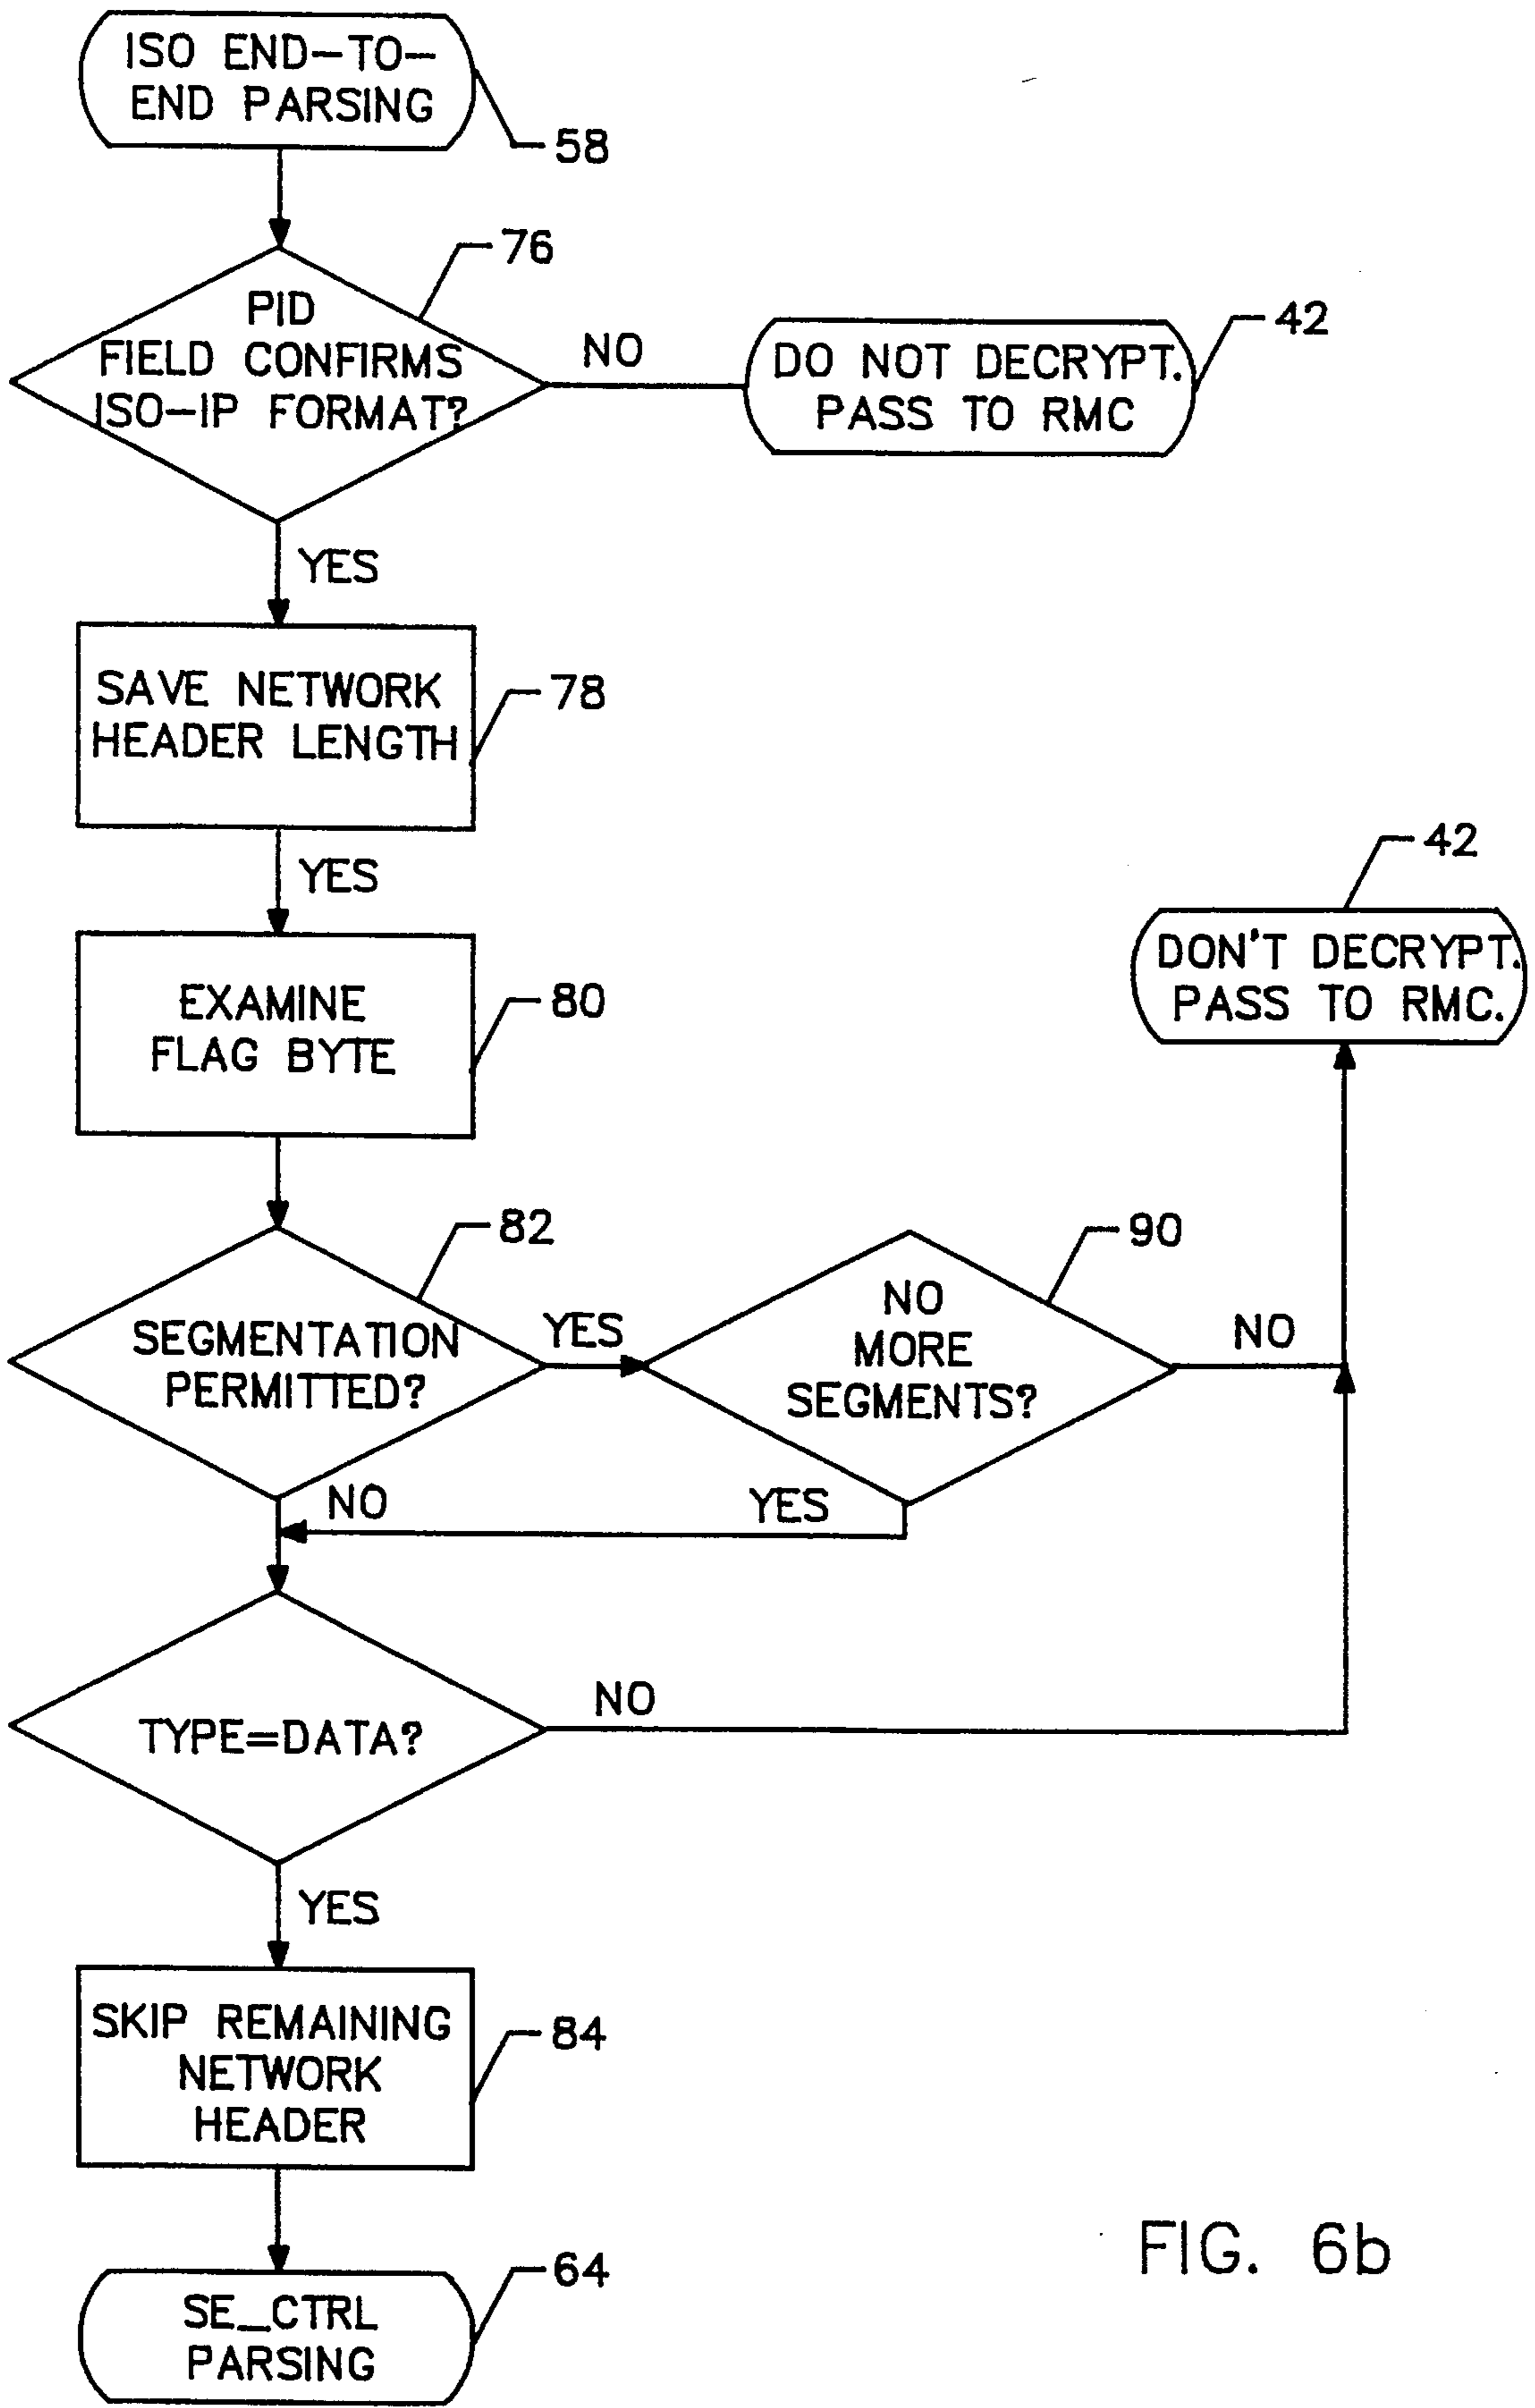 ISO END-TO-
END PARSING
58
76
PID
FIELD CONFIRMS
ISO-IP FORMAT?
NO
42
DO NOT DECRYPT.
PASS TO RMC
YES
SAVE NETWORK
HEADER LENGTH
78
YES
42
DON'T DECRYPT.
PASS TO RMC.
EXAMINE
FLAG BYTE
80
82
SEGMENTATION
PERMITTED?
YES
90
NO
MORE
SEGMENTS?
NO
NO
YES
TYPE=DATA?
NO
YES
SKIP REMAINING
NETWORK
HEADER
84
SE_CTRL
PARSING
64
FIG. 6b